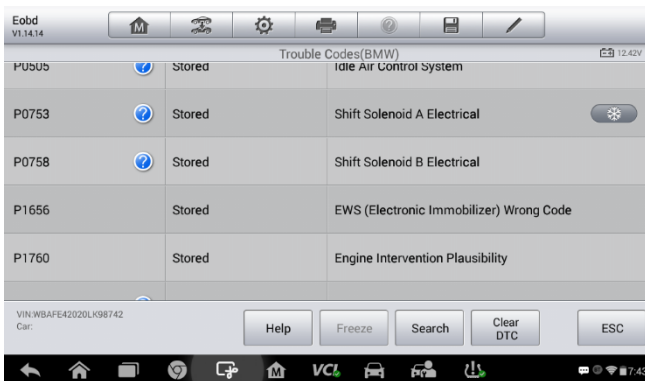 Eobd
V1.14.14
Trouble Codes(BMW)
12.42V
P0505 Stored Idle Air Control System
P0753 Stored Shift Solenoid A Electrical
P0758 Stored Shift Solenoid B Electrical
P1656 Stored EWS (Electronic Immobilizer) Wrong Code
P1760 Stored Engine Intervention Plausibility
VIN:WBAFE42020LK98742
Car:
Help
Freeze
Search
Clear
DTC
ESC
VCI
7:43